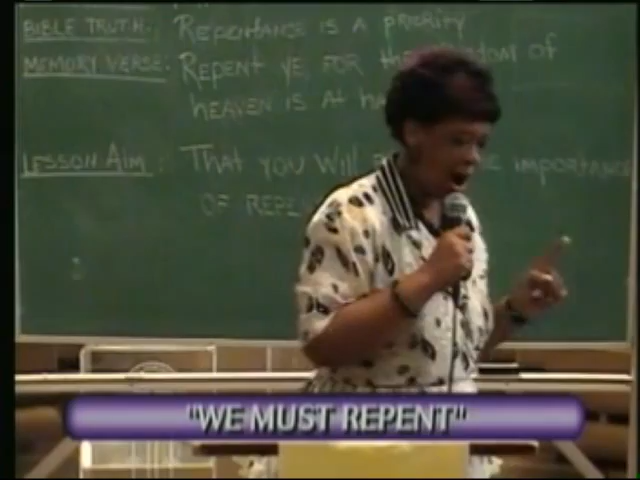 BIBLE TRUTH: REPENTANCE IS A PRIORITY
MEMORY VERSE: REPENT YE, FOR THE OF
HEAVEN IS AT
LESSON AIM: THAT YOU WILL IMPORTANCE
OF
"WE MUST REPENT"